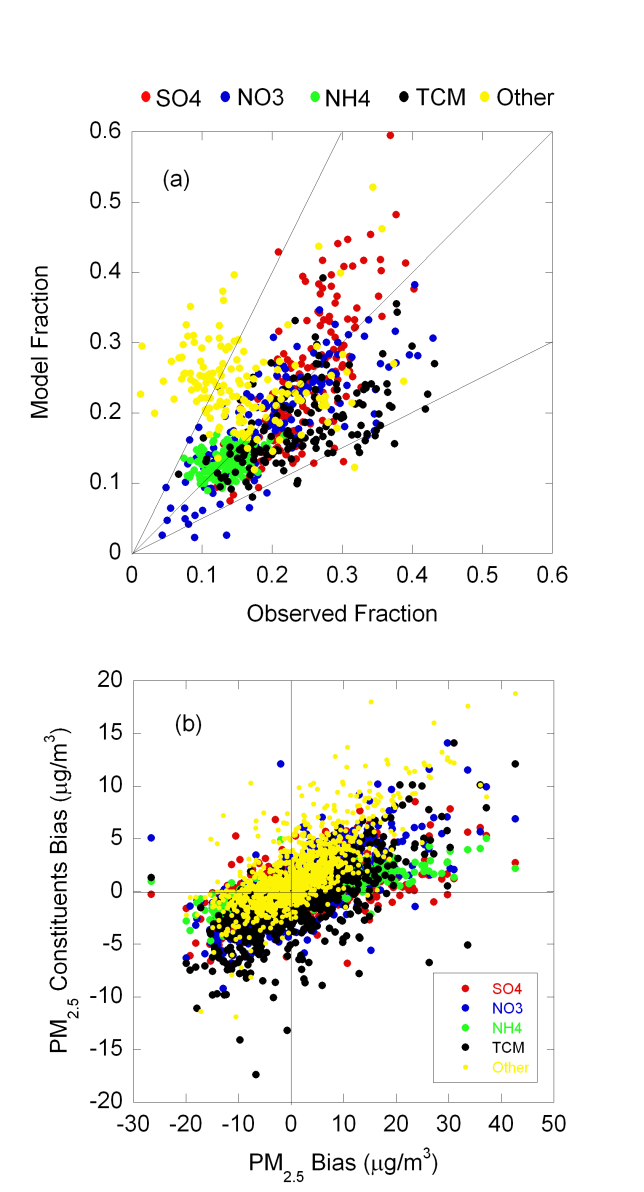 SO4 NO3 NH4 TCM Other
0.6
(a)
0.5
0.4
0.3
0.2
0.1
0
Model Fraction
0 0.1 0.2 0.3 0.4 0.5 0.6
Observed Fraction
20
(b)
15
10
5
0
-5
-10
-15
-20
PM2.5 Constituents Bias (μg/m³)
SO4
NO3
NH4
TCM
Other
-30 -20 -10 0 10 20 30 40 50
PM2.5 Bias (μg/m³)